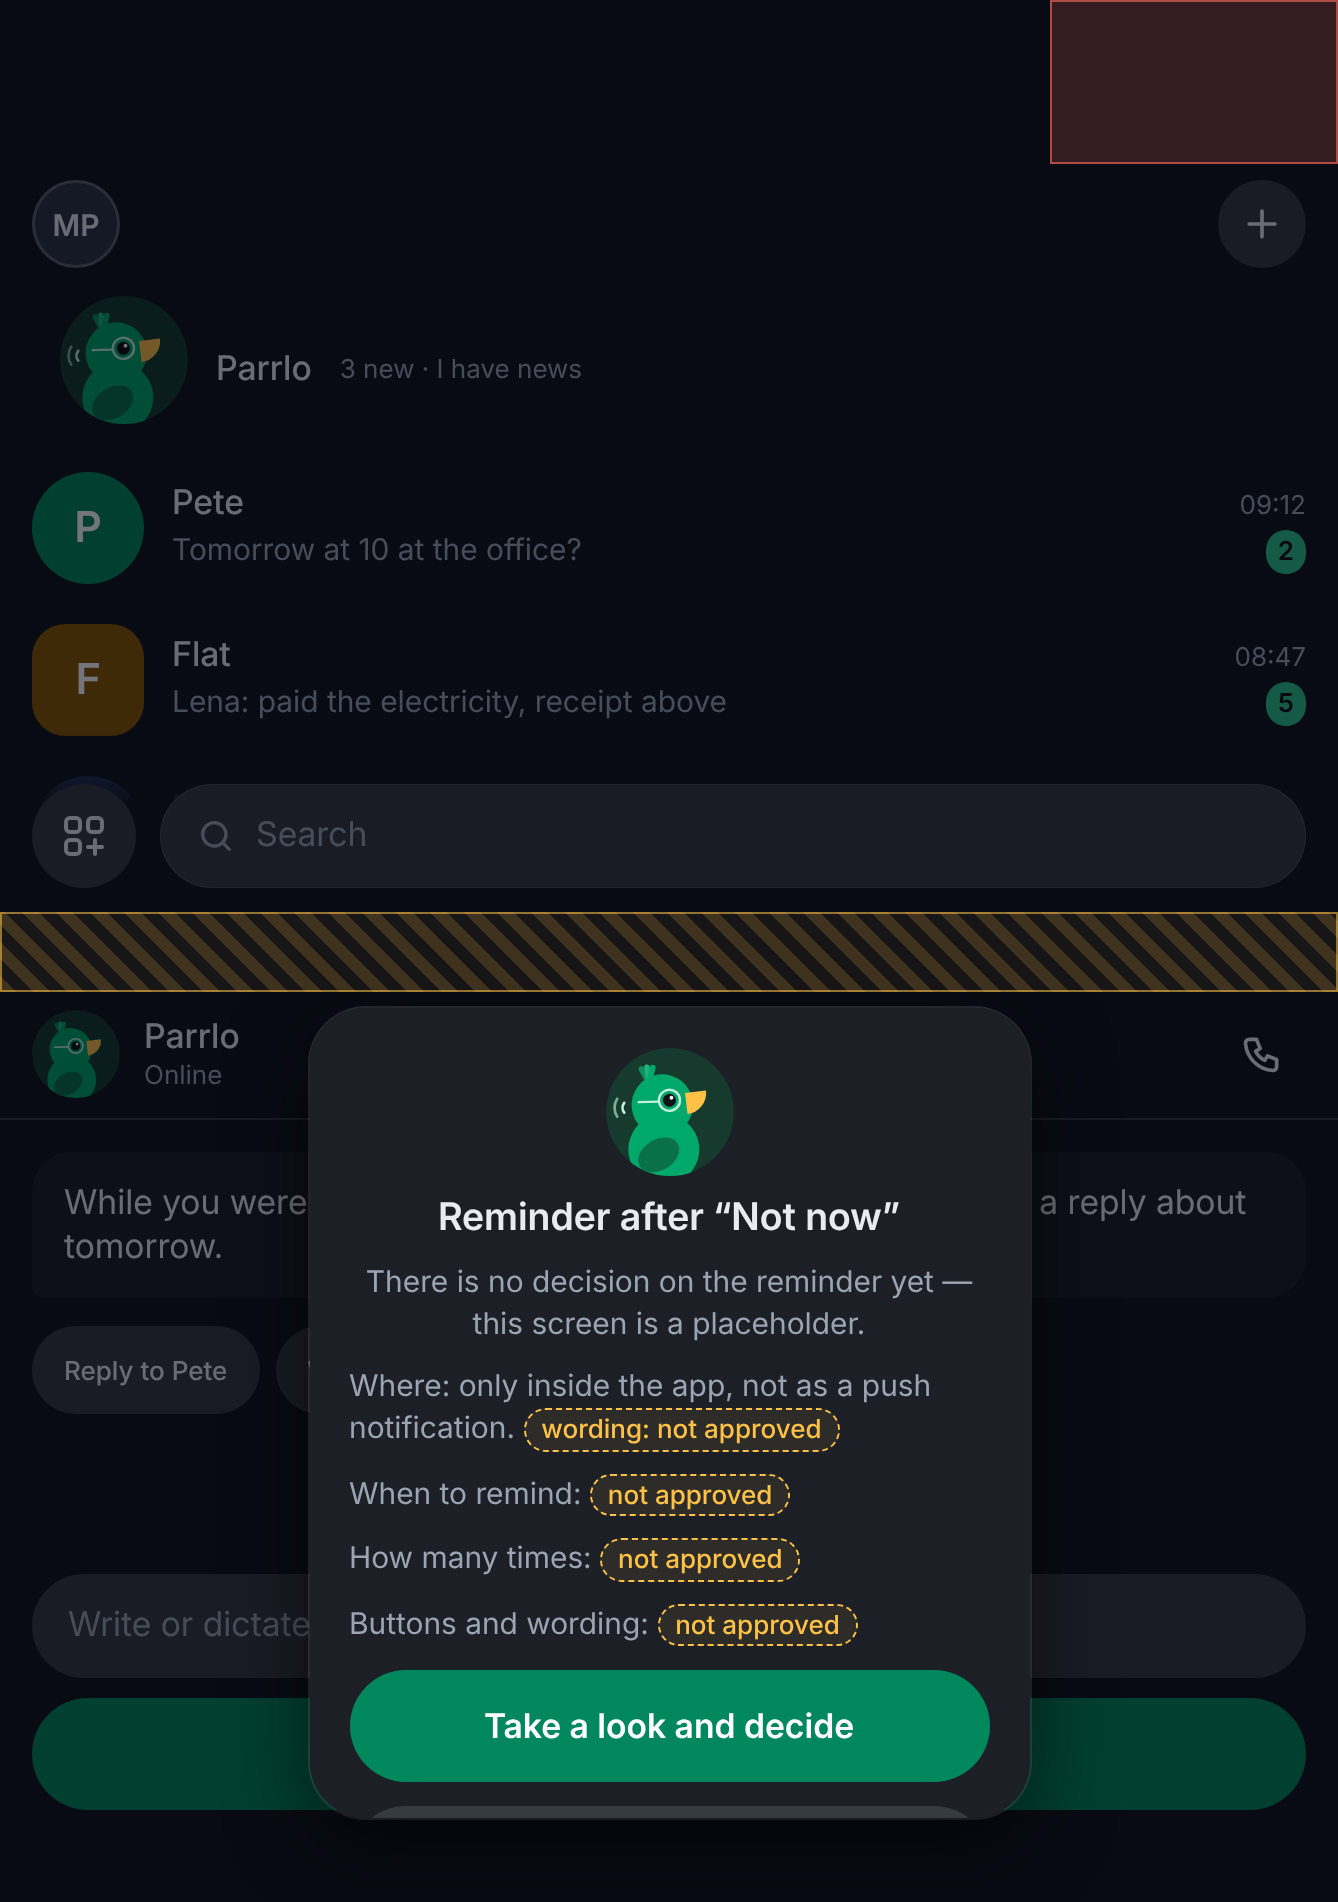 MP
Parrlo 3 new · I have news
Pete 09:12
P
Tomorrow at 10 at the office? 2
Flat 08:47
F
Lena: paid the electricity, receipt above 5
Search
Parrlo
Online
Reminder after “Not now”
There is no decision on the reminder yet —
this screen is a placeholder.
While you were a reply about
tomorrow.
Reply to Pete
Where: only inside the app, not as a push
notification. wording: not approved
When to remind: not approved
How many times: not approved
Buttons and wording: not approved
Write or dictate
Take a look and decide